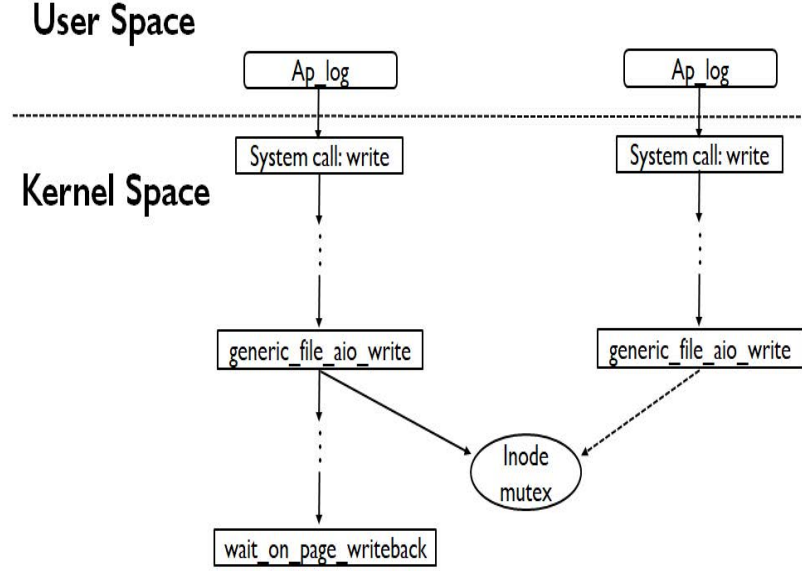 User Space
Ap_log
Ap_log
System call: write
System call: write
Kernel Space
generic_file_aio_write
generic_file_aio_write
Inode
mutex
wait_on_page_writeback